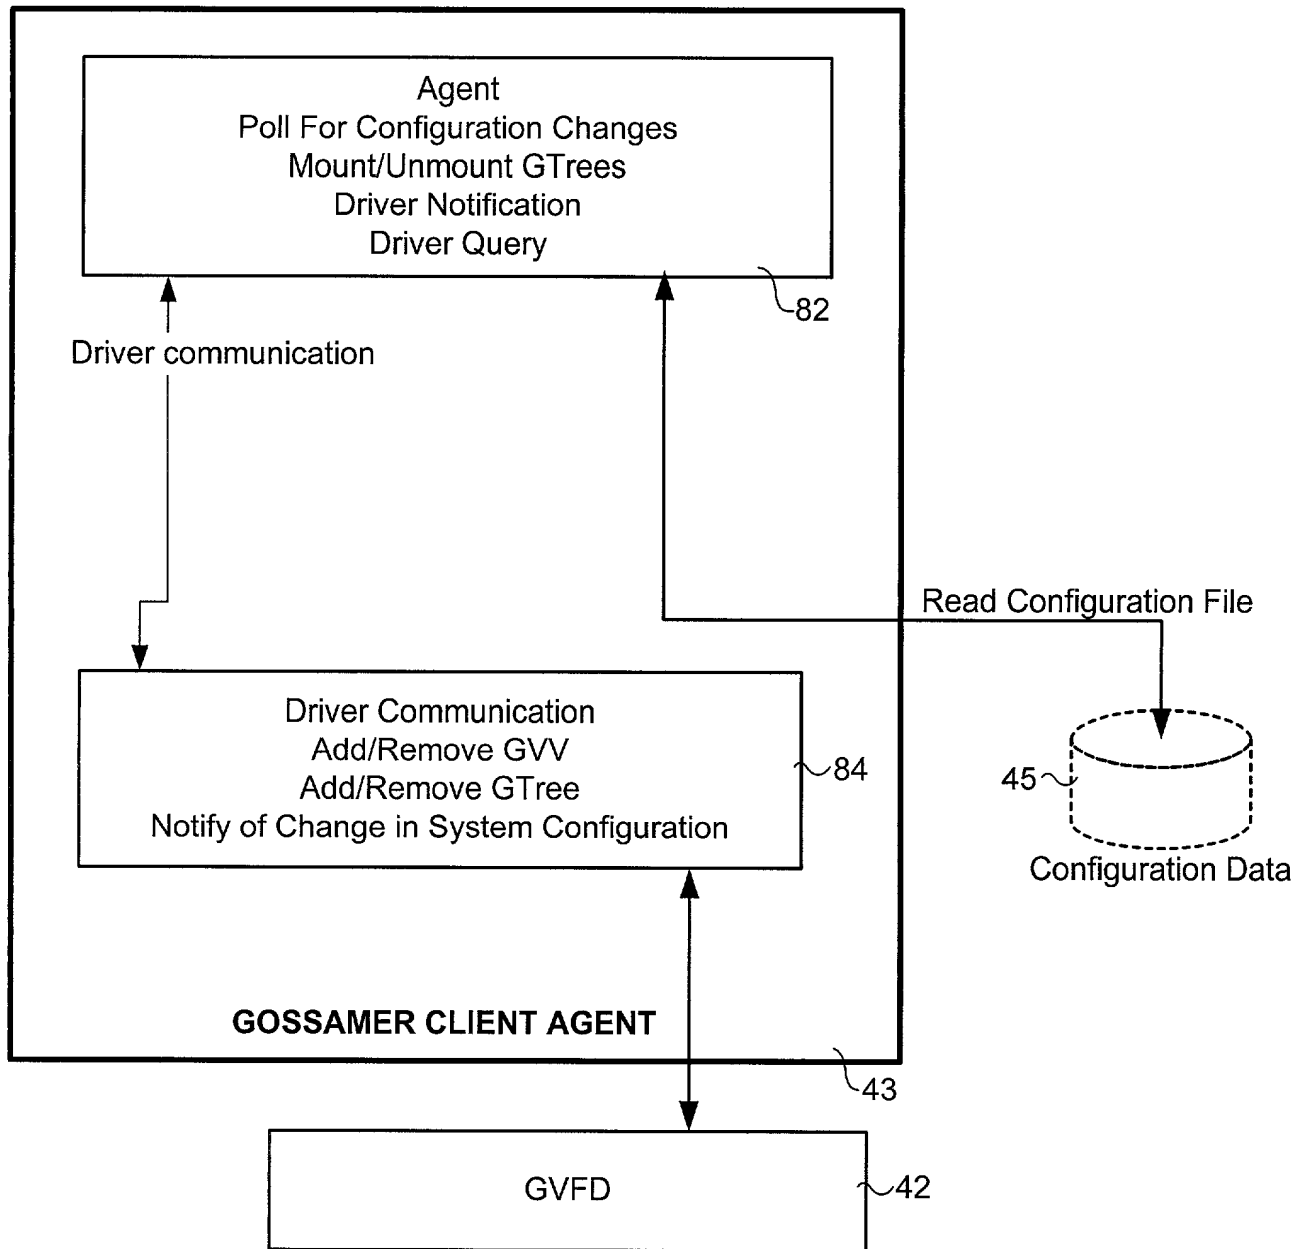 Agent
Poll For Configuration Changes
Mount/Unmount GTrees
Driver Notification
Driver Query
82
Driver communication
Read Configuration File
Driver Communication
Add/Remove GVV
Add/Remove GTree
Notify of Change in System Configuration
84
45
Configuration Data
GOSSAMER CLIENT AGENT
43
GVFD
42